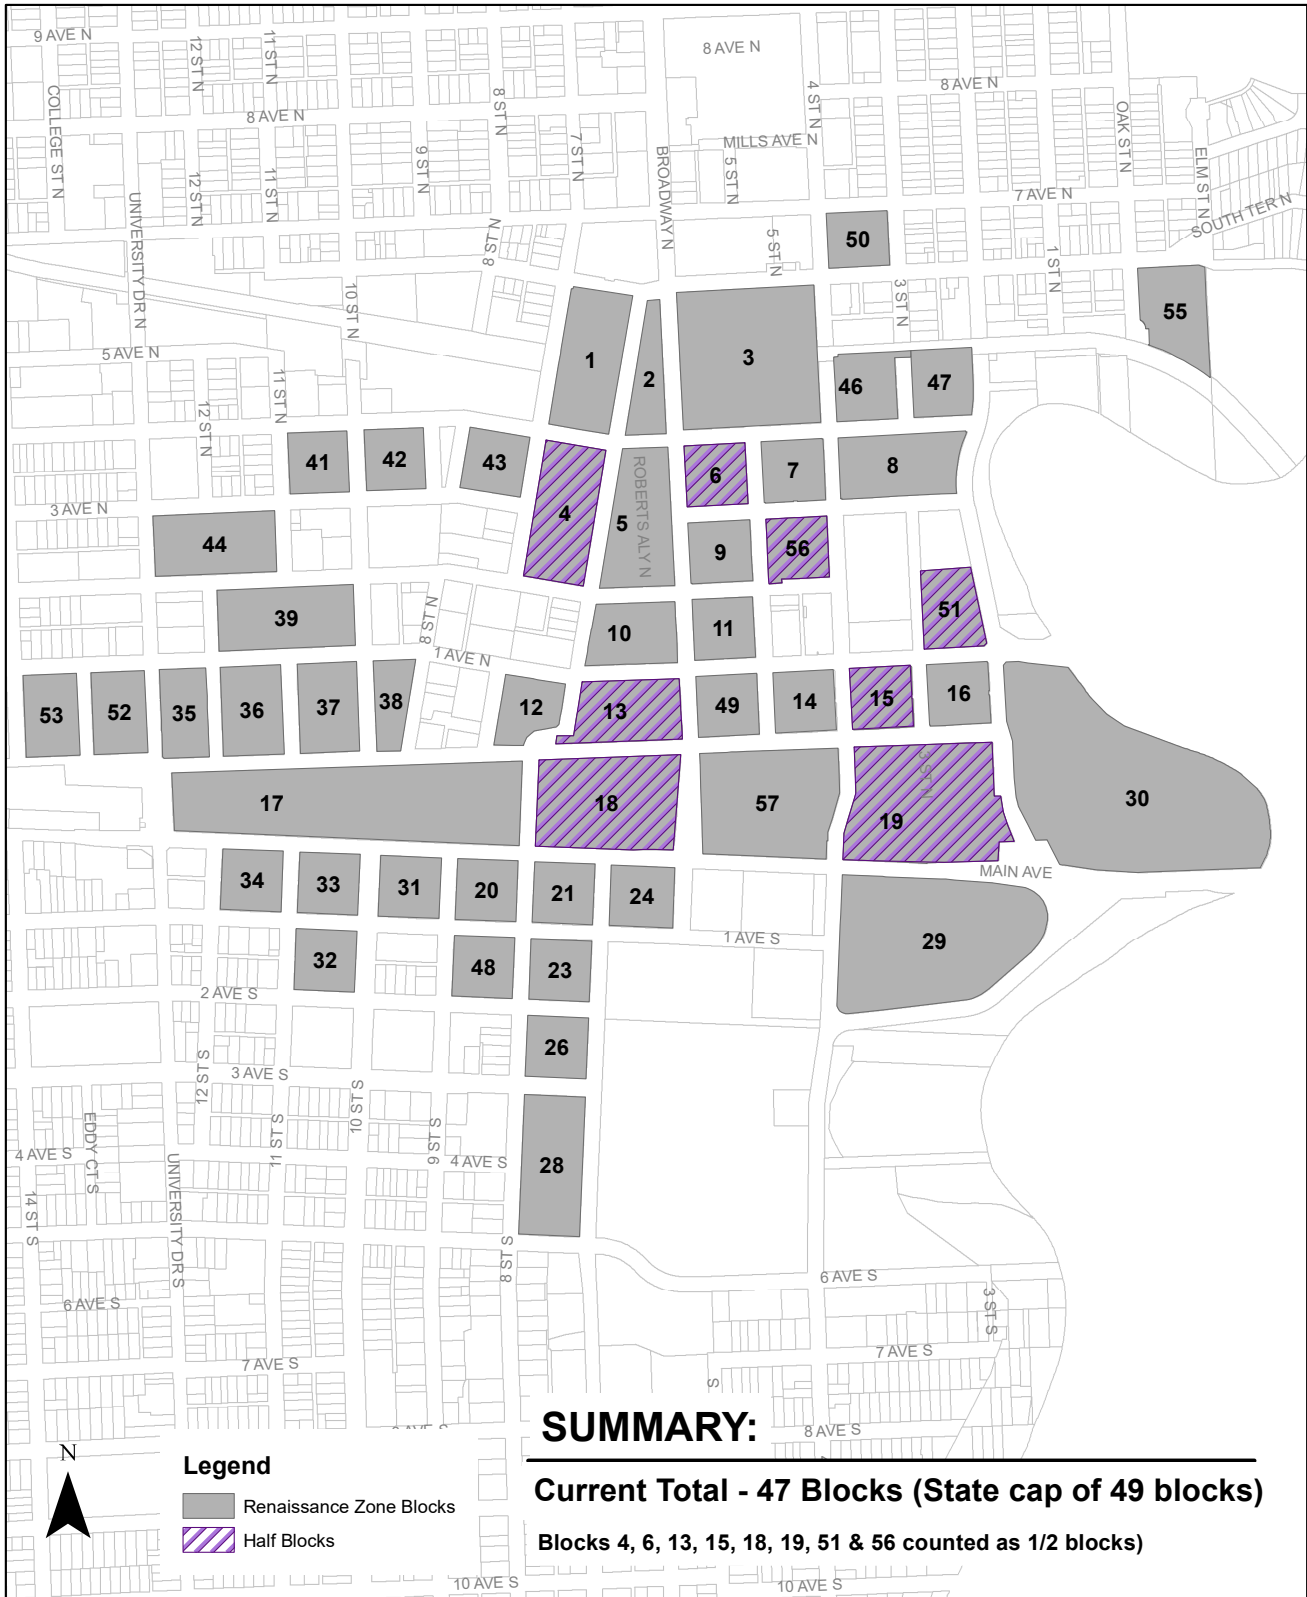 9 AVE N
8 AVE N
12 ST N
11 ST N
COLLEGE ST N
8 AVE N
8 ST N
4 ST N
8 AVE N
OAK ST N
MILLS AVE N
7 ST N
9 ST N
BROADWAY N
5 ST N
ELM ST N
12 ST N
11 ST N
7 AVE N
UNIVERSITY DR N
SOUTH TER N
8 ST N
5 ST N
50
1 ST N
10 ST N
3 ST N
55
5 AVE N
1
2
3
46
47
11 ST N
12 ST N
41
42
43
4
ROBERTS ALY N
6
7
8
3 AVE N
44
5
9
56
39
8 ST N
10
11
51
1 AVE N
53
52
35
36
37
38
12
13
49
14
15
16
17
18
57
19
30
MAIN AVE
34
33
31
20
21
24
1 AVE S
29
32
48
23
2 AVE S
26
12 ST S
3 AVE S
10 ST S
EDDY CT S
11 ST S
9 ST S
4 AVE S
4 AVE S
28
14 ST S
UNIVERSITY DR S
8 ST S
6 AVE S
6 AVE S
3 ST S
7 AVE S
7 AVE S
S
8 AVE S
SUMMARY:
Current Total - 47 Blocks (State cap of 49 blocks)
Blocks 4, 6, 13, 15, 18, 19, 51 & 56 counted as 1/2 blocks)
N
Legend
Renaissance Zone Blocks
Half Blocks
10 AVE S
10 AVE S